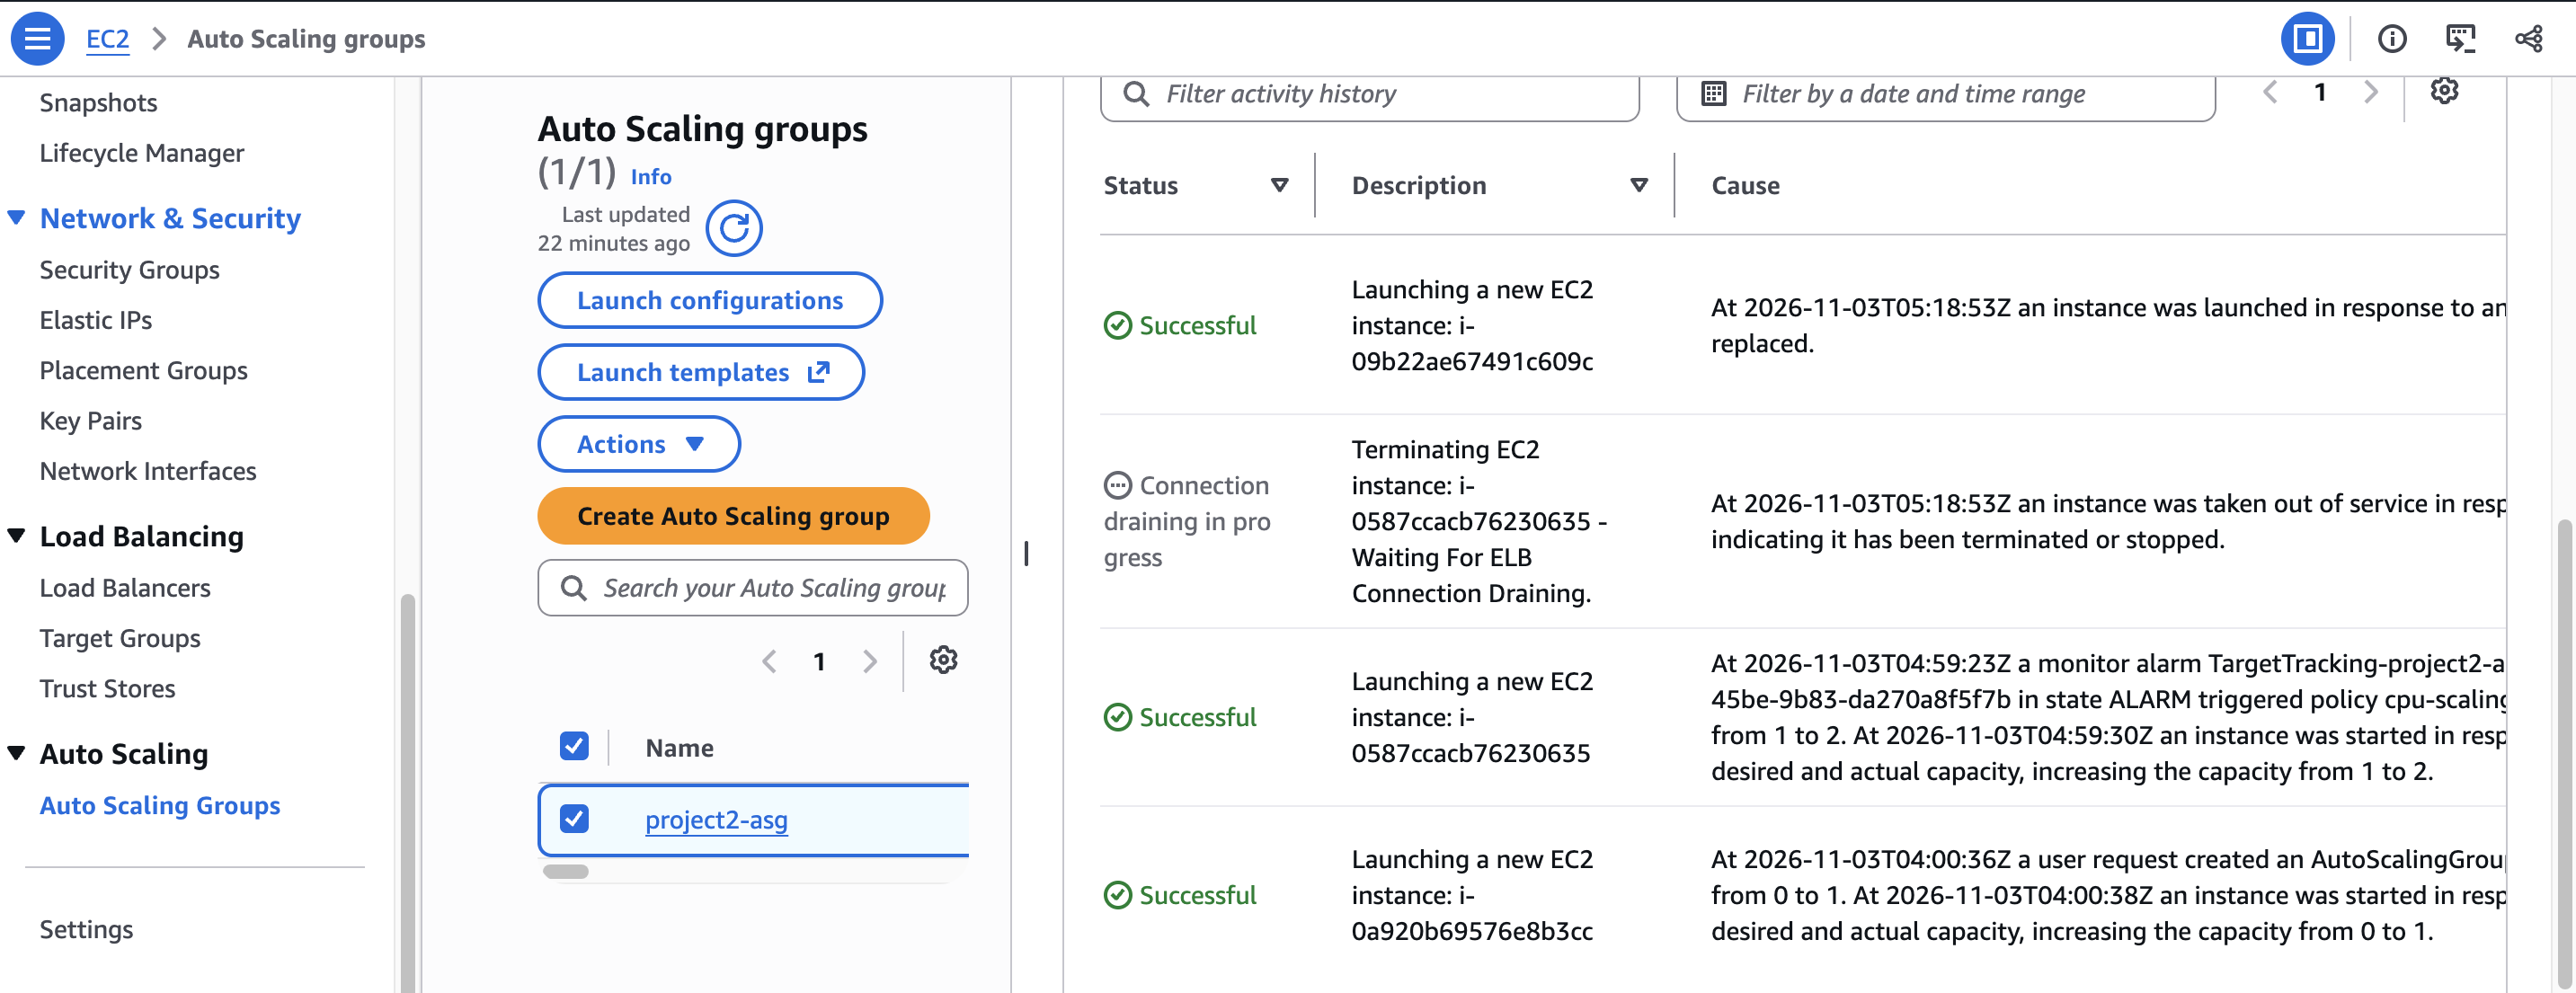 EC2
Auto Scaling groups
Snapshots
Lifecycle Manager
Network & Security
Security Groups
Elastic IPs
Placement Groups
Key Pairs
Network Interfaces
Load Balancing
Load Balancers
Target Groups
Trust Stores
Auto Scaling
Auto Scaling Groups
Settings
Auto Scaling groups
(1/1) Info
Last updated
22 minutes ago
Launch configurations
Launch templates
Actions
Create Auto Scaling group
Search your Auto Scaling group
1
Name
project2-asg
Filter activity history
Filter by a date and time range
1
Status
Description
Cause
Successful
Launching a new EC2
instance: i-
09b22ae67491c609c
At 2026-11-03T05:18:53Z an instance was launched in response to an
replaced.
Connection
draining in pro
gress
Terminating EC2
instance: i-
0587ccacb76230635 -
Waiting For ELB
Connection Draining.
At 2026-11-03T05:18:53Z an instance was taken out of service in resp
indicating it has been terminated or stopped.
Successful
Launching a new EC2
instance: i-
0587ccacb76230635
At 2026-11-03T04:59:23Z a monitor alarm TargetTracking-project2-a
45be-9b83-da270a8f5f7b in state ALARM triggered policy cpu-scaling
from 1 to 2. At 2026-11-03T04:59:30Z an instance was started in resp
desired and actual capacity, increasing the capacity from 1 to 2.
Successful
Launching a new EC2
instance: i-
0a920b69576e8b3cc
At 2026-11-03T04:00:36Z a user request created an AutoScalingGrou
from 0 to 1. At 2026-11-03T04:00:38Z an instance was started in resp
desired and actual capacity, increasing the capacity from 0 to 1.